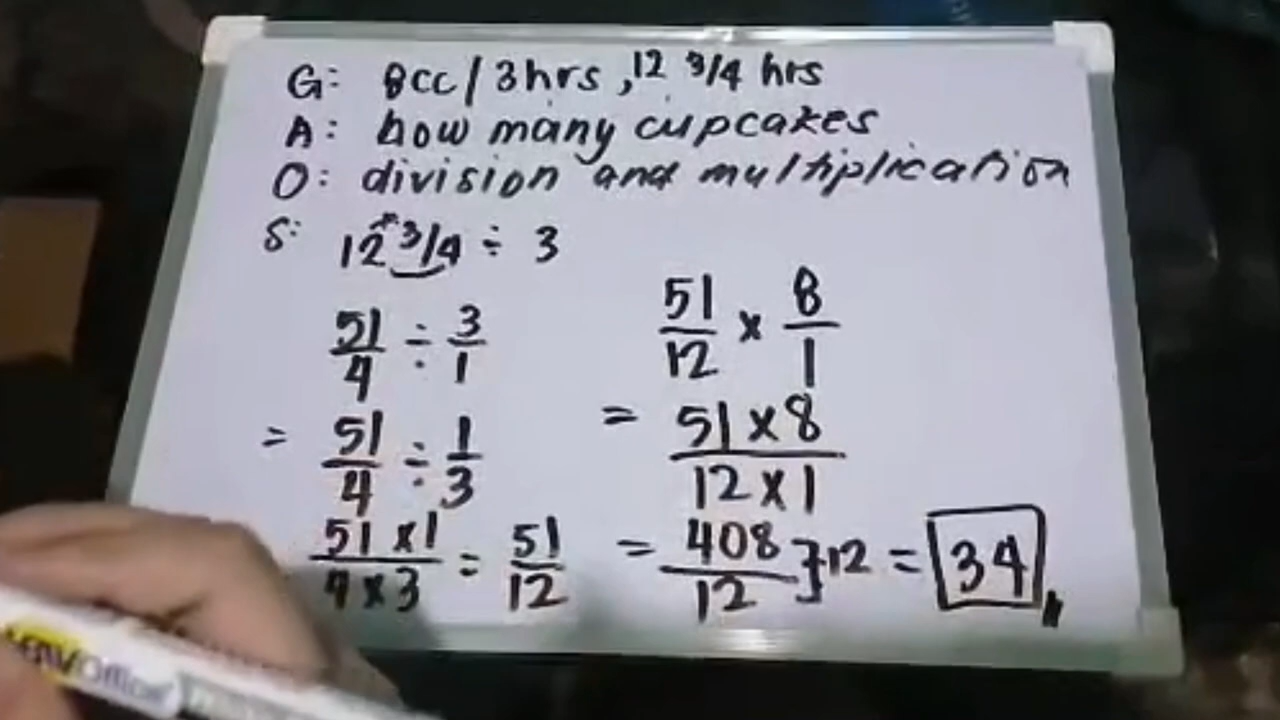 G: 8cc/3hrs, 12 3/4 hrs
A: how many cupcakes
O: division and multiplication
S: 12 3/4 ÷ 3
51/4 ÷ 3/1
= 51/4 ÷ 1/3
51x1/4x3 = 51/12
51/12 x 8/1
= 51x8/12x1
= 408/12 }12 = 34
Office